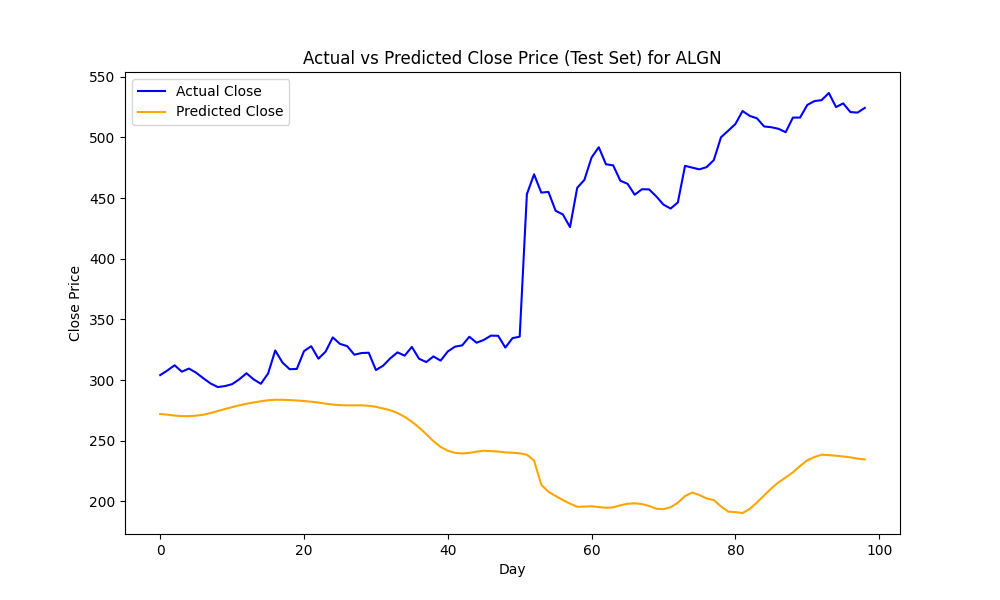 Actual vs Predicted Close Price (Test Set) for ALGN
Actual Close
Predicted Close
Close Price
550
500
450
400
350
300
250
200
0 20 40 60 80 100
Day